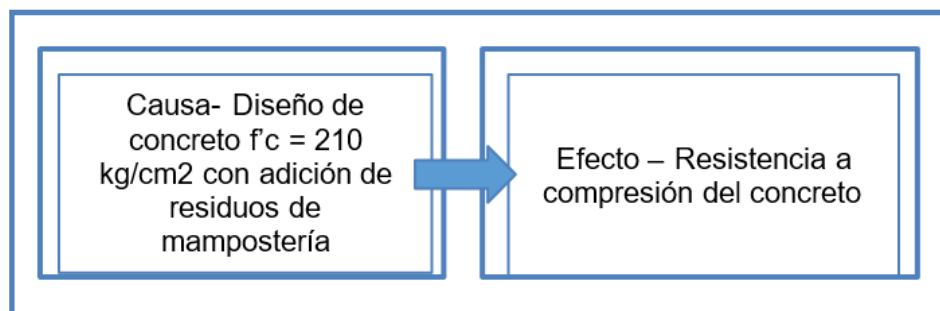 Causa- Diseño de
concreto f’c = 210
kg/cm2 con adición de
residuos de
mampostería
Efecto – Resistencia a
compresión del concreto